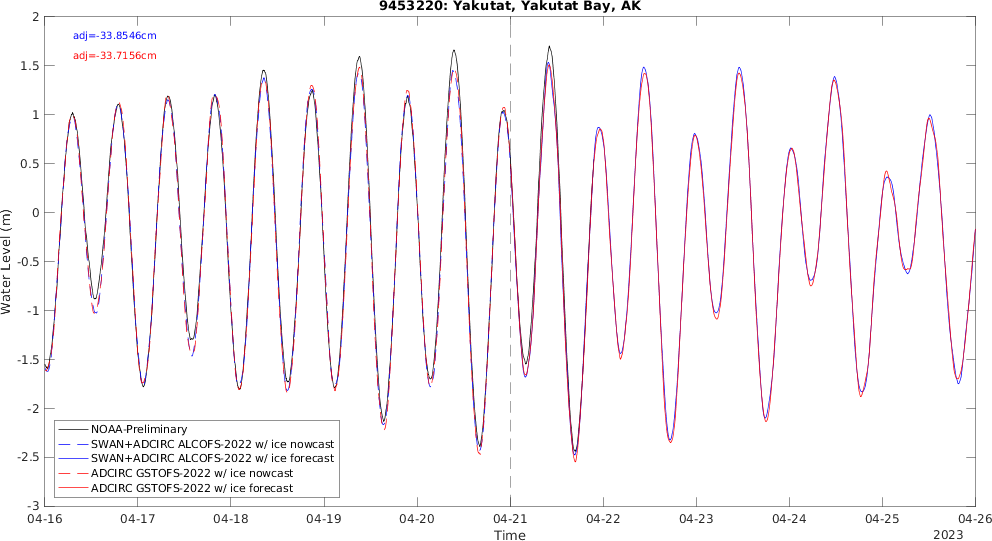 9453220: Yakutat, Yakutat Bay, AK
adj=-33.8546cm
adj=-33.7156cm
2
1.5
1
0.5
0
-0.5
-1
-1.5
-2
-2.5
-3
Water Level (m)
NOAA-Preliminary
SWAN+ADCIRC ALCOFS-2022 w/ ice nowcast
SWAN+ADCIRC ALCOFS-2022 w/ ice forecast
ADCIRC GSTOFS-2022 w/ ice nowcast
ADCIRC GSTOFS-2022 w/ ice forecast
04-16 04-17 04-18 04-19 04-20 04-21 04-22 04-23 04-24 04-25 04-26
Time
2023